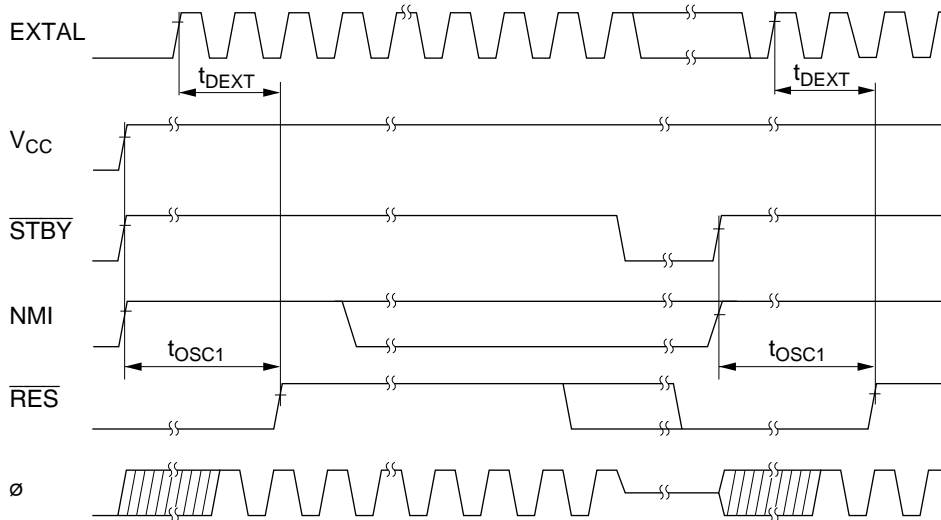 EXTAL
tDEXT
tDEXT
VCC
STBY
NMI
tOSC1
tOSC1
RES
ø